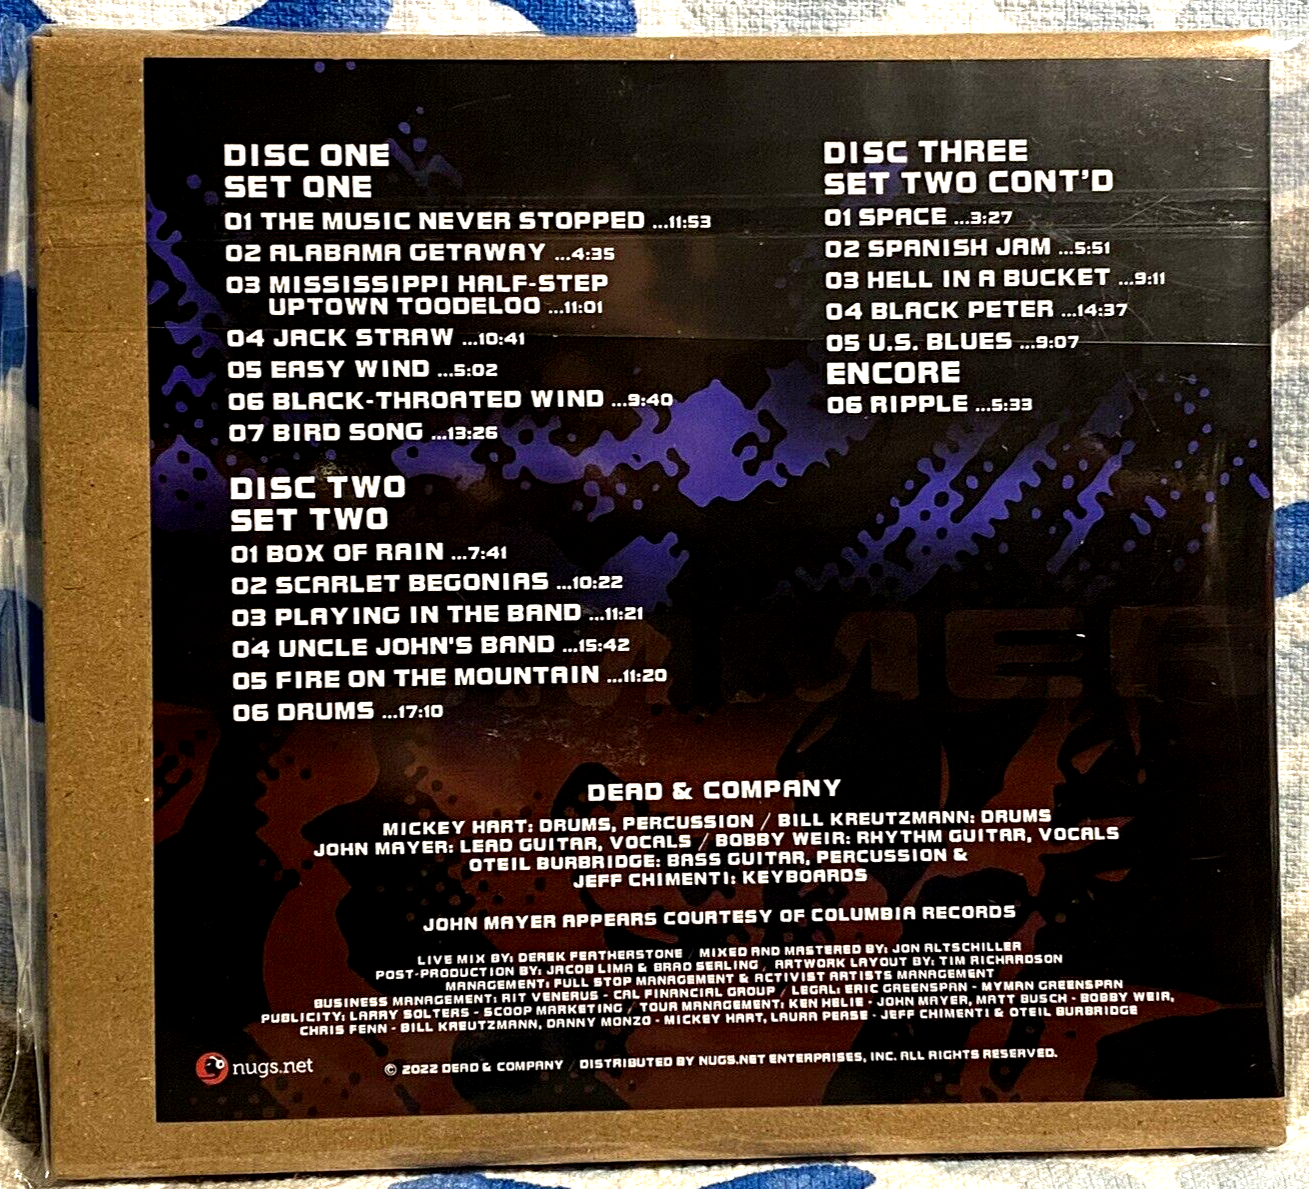 DISC ONE
SET ONE
01 THE MUSIC NEVER STOPPED ...11:53
02 ALABAMA GETAWAY ...4:35
03 MISSISSIPPI HALF-STEP
UPTOWN TOODELOO ...11:01
04 JACK STRAW ...10:41
05 EASY WIND ...5:02
06 BLACK-THROATED WIND ...9:40
07 BIRD SONG ...13:26
DISC TWO
SET TWO
01 BOX OF RAIN ...7:41
02 SCARLET BEGONIAS ...10:22
03 PLAYING IN THE BAND ...11:21
04 UNCLE JOHN'S BAND ...15:42
05 FIRE ON THE MOUNTAIN ...11:20
06 DRUMS ...17:10
DISC THREE
SET TWO CONT'D
01 SPACE ...3:27
02 SPANISH JAM ...5:51
03 HELL IN A BUCKET ...9:11
04 BLACK PETER ...14:37
05 U.S. BLUES ...9:07
ENCORE
06 RIPPLE ...5:33
DEAD & COMPANY
MICKEY HART: DRUMS, PERCUSSION / BILL KREUTZMANN: DRUMS
JOHN MAYER: LEAD GUITAR, VOCALS / BOBBY WEIR: RHYTHM GUITAR, VOCALS
OTEIL BURBRIDGE: BASS GUITAR, PERCUSSION &
JEFF CHIMENTI: KEYBOARDS
JOHN MAYER APPEARS COURTESY OF COLUMBIA RECORDS
LIVE MIX BY: DEREK FEATHERSTONE / MIXED AND MASTERED BY: JON ALTSCHILLER
POST-PRODUCTION BY: JACOB LIMA & BRAD SERLING / ARTWORK LAYOUT BY: TIM RICHARDSON
MANAGEMENT: FULL STOP MANAGEMENT & ACTIVIST ARTISTS MANAGEMENT
BUSINESS MANAGEMENT: RIT VENERUS - CAL FINANCIAL GROUP / LEGAL: ERIC GREENSPAN - MYMAN GREENSPAN
PUBLICITY: LARRY SOLTERS - SCOOP MARKETING / TOUR MANAGEMENT: KEN HELIE - JOHN MAYER, MATT BUSCH - BOBBY WEIR,
CHRIS FENN - BILL KREUTZMANN, DANNY MONZO - MICKEY HART, LAURA PEASE - JEFF CHIMENTI & OTEIL BURBRIDGE
nugs.net
© 2022 DEAD & COMPANY / DISTRIBUTED BY NUGS.NET ENTERPRISES, INC. ALL RIGHTS RESERVED.